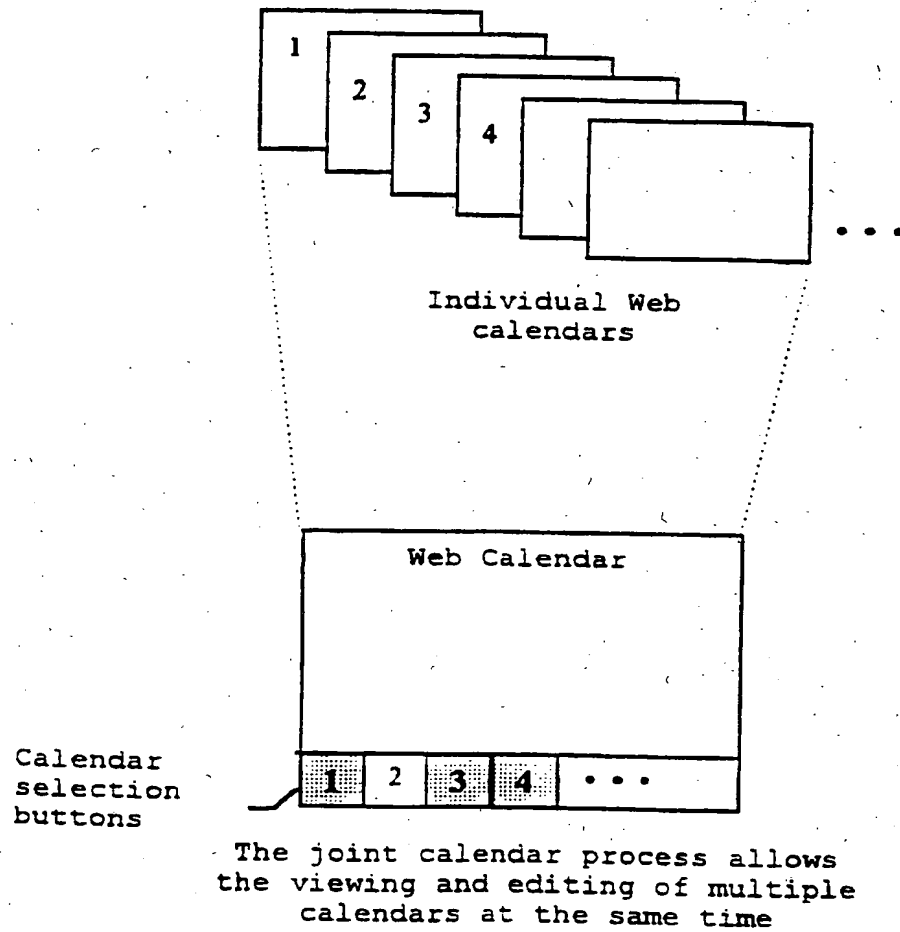 1
2
3
4
• • •
Individual Web
calendars
Web Calendar
Calendar
selection
buttons
1 2 3 4 • • •
The joint calendar process allows
the viewing and editing of multiple
calendars at the same time